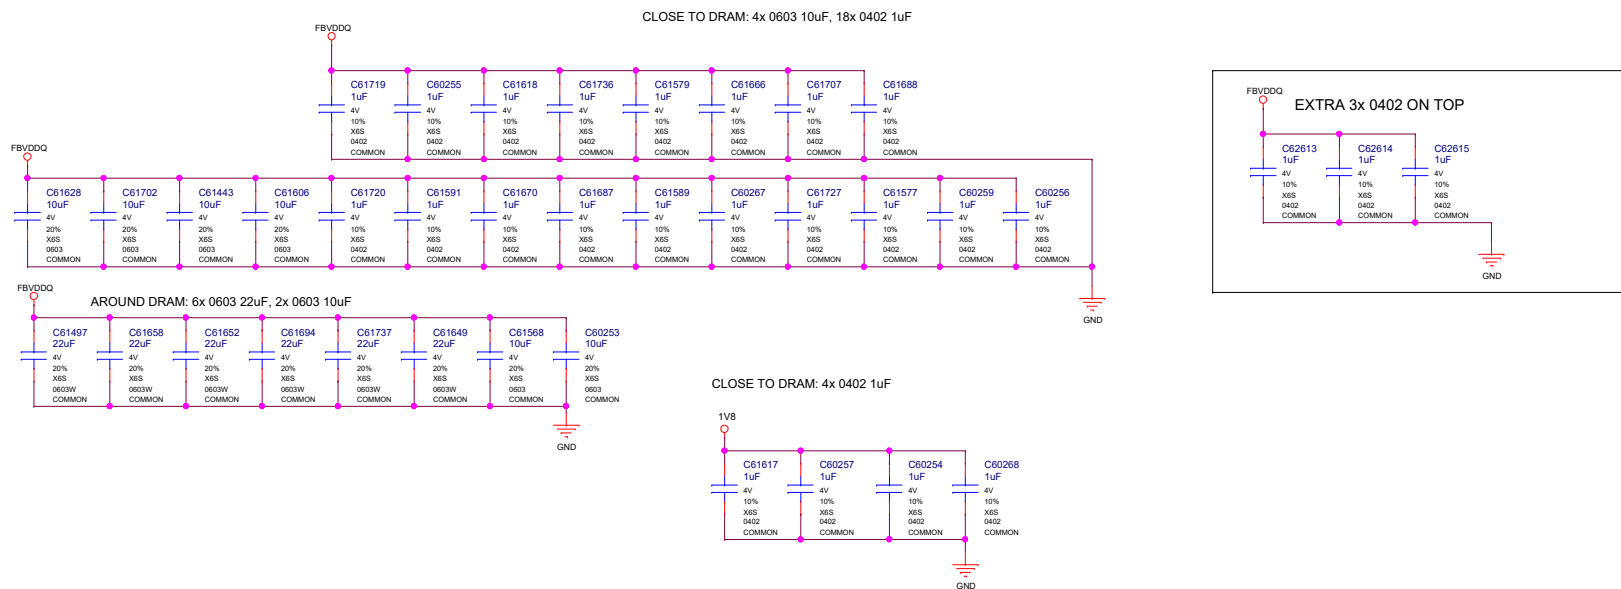 CLOSE TO DRAM: 4x 0603 10uF, 18x 0402 1uF
FBVDDQ
C61719 C60255 C61618 C61736 C61579 C61666 C61707 C61688
1uF 1uF 1uF 1uF 1uF 1uF 1uF 1uF
4V 4V 4V 4V 4V 4V 4V 4V
10% 10% 10% 10% 10% 10% 10% 10%
X6S X6S X6S X6S X6S X6S X6S X6S
0402 0402 0402 0402 0402 0402 0402 0402
COMMON COMMON COMMON COMMON COMMON COMMON COMMON COMMON
FBVDDQ
C61628 C61702 C61443 C61606 C61720 C61591 C61670 C61687 C61589 C60267 C61727 C61577 C60259 C60256
10uF 10uF 10uF 10uF 1uF 1uF 1uF 1uF 1uF 1uF 1uF 1uF 1uF 1uF
4V 4V 4V 4V 4V 4V 4V 4V 4V 4V 4V 4V 4V 4V
20% 20% 20% 20% 10% 10% 10% 10% 10% 10% 10% 10% 10% 10%
X6S X6S X6S X6S X6S X6S X6S X6S X6S X6S X6S X6S X6S X6S
0603 0603 0603 0603 0402 0402 0402 0402 0402 0402 0402 0402 0402 0402
COMMON COMMON COMMON COMMON COMMON COMMON COMMON COMMON COMMON COMMON COMMON COMMON COMMON COMMON
GND
FBVDDQ
AROUND DRAM: 6x 0603 22uF, 2x 0603 10uF
C61497 C61658 C61652 C61694 C61737 C61649 C61568 C60253
22uF 22uF 22uF 22uF 22uF 22uF 10uF 10uF
4V 4V 4V 4V 4V 4V 4V 4V
20% 20% 20% 20% 20% 20% 20% 20%
X6S X6S X6S X6S X6S X6S X6S X6S
0603W 0603W 0603W 0603W 0603W 0603W 0603 0603
COMMON COMMON COMMON COMMON COMMON COMMON COMMON COMMON
GND
CLOSE TO DRAM: 4x 0402 1uF
1V8
C61617 C60257 C60254 C60268
1uF 1uF 1uF 1uF
4V 4V 4V 4V
10% 10% 10% 10%
X6S X6S X6S X6S
0402 0402 0402 0402
COMMON COMMON COMMON COMMON
GND
FBVDDQ
EXTRA 3x 0402 ON TOP
C62613 C62614 C62615
1uF 1uF 1uF
4V 4V 4V
10% 10% 10%
X6S X6S X6S
0402 0402 0402
COMMON COMMON COMMON
GND